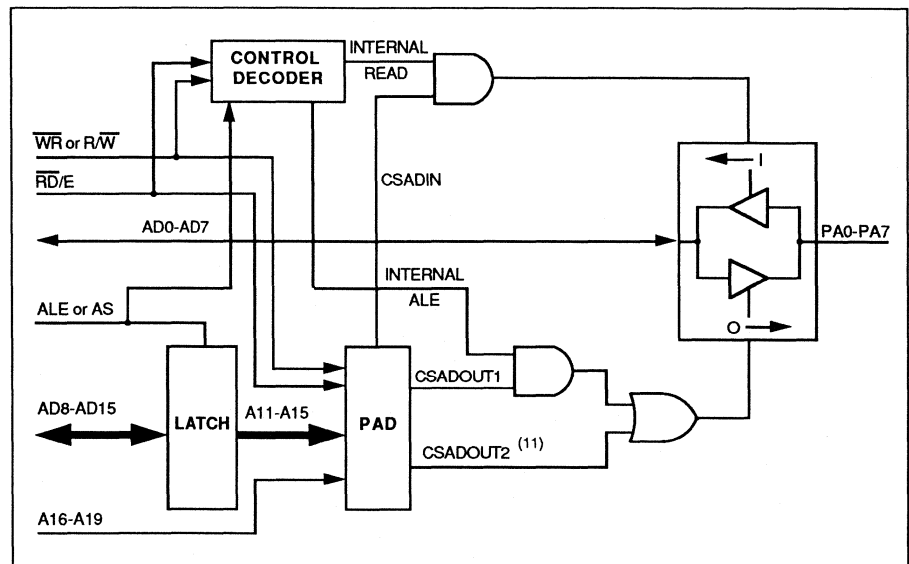 CONTROL
DECODER
INTERNAL
READ
WR or R/W
RD/E
CSADIN
I
AD0-AD7
PA0-PA7
INTERNAL
ALE
O
ALE or AS
AD8-AD15
LATCH
A11-A15
PAD
CSADOUT1
CSADOUT2 (11)
A16-A19